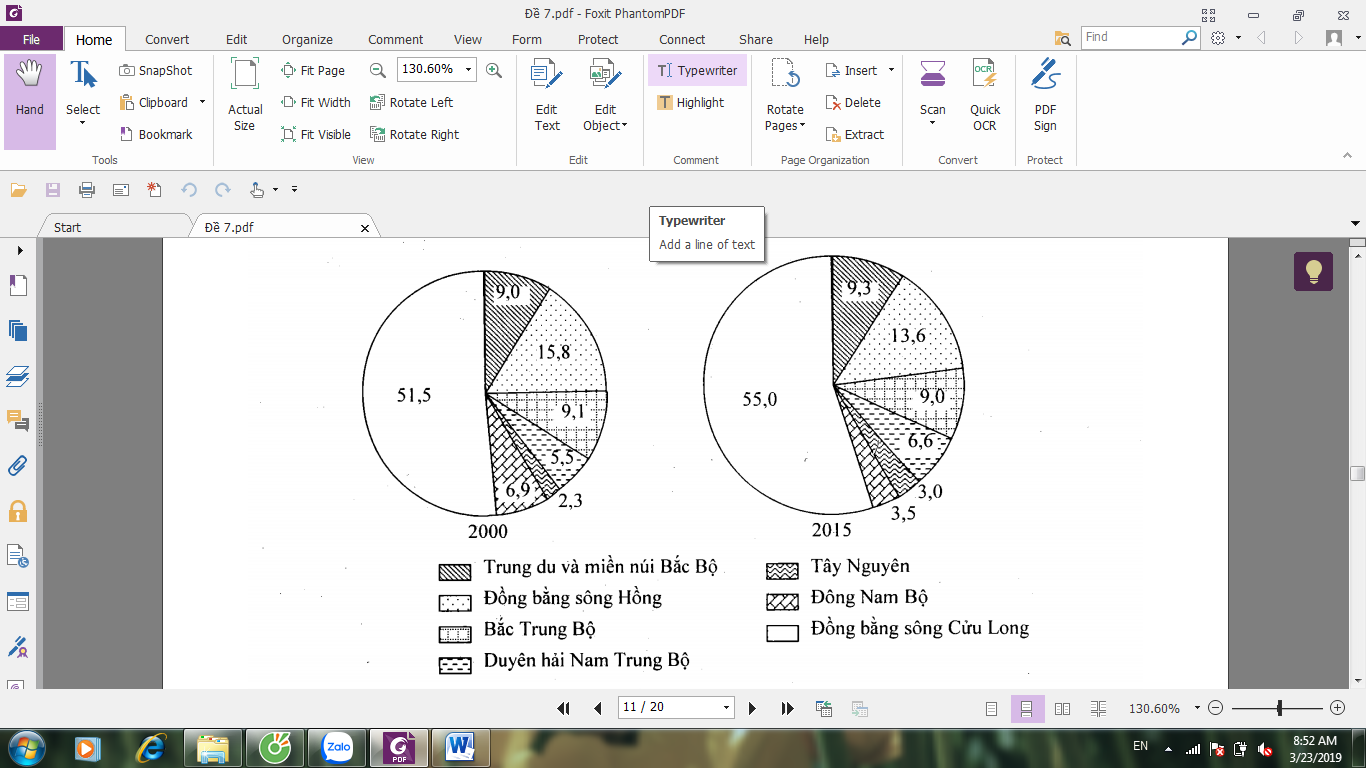 Đề 7.pdf - Foxit PhantomPDF
File Home Convert Edit Organize Comment View Form Protect Connect Share Help Find
Hand
Select
SnapShot
Clipboard
Bookmark
Tools
Actual Size
Fit Page
Fit Width
Fit Visible
130.60%
Rotate Left
Rotate Right
View
Edit Text
Edit Object
Edit
Typewriter
Highlight
Comment
Rotate Pages
Insert
Delete
Extract
Page Organization
Scan
OCR
Quick OCR
Convert
PDF Sign
Protect
Start
Đề 7.pdf
Typewriter
Add a line of text
9,0
15,8
9,1
5,5
2,3
6,9
51,5
2000
9,3
13,6
9,0
6,6
3,0
3,5
55,0
2015
Trung du và miền núi Bắc Bộ
Đồng bằng sông Hồng
Bắc Trung Bộ
Duyên hải Nam Trung Bộ
Tây Nguyên
Đông Nam Bộ
Đồng bằng sông Cửu Long
11 / 20
130.60%
Zalo
PDF
EN
8:52 AM
3/23/2019